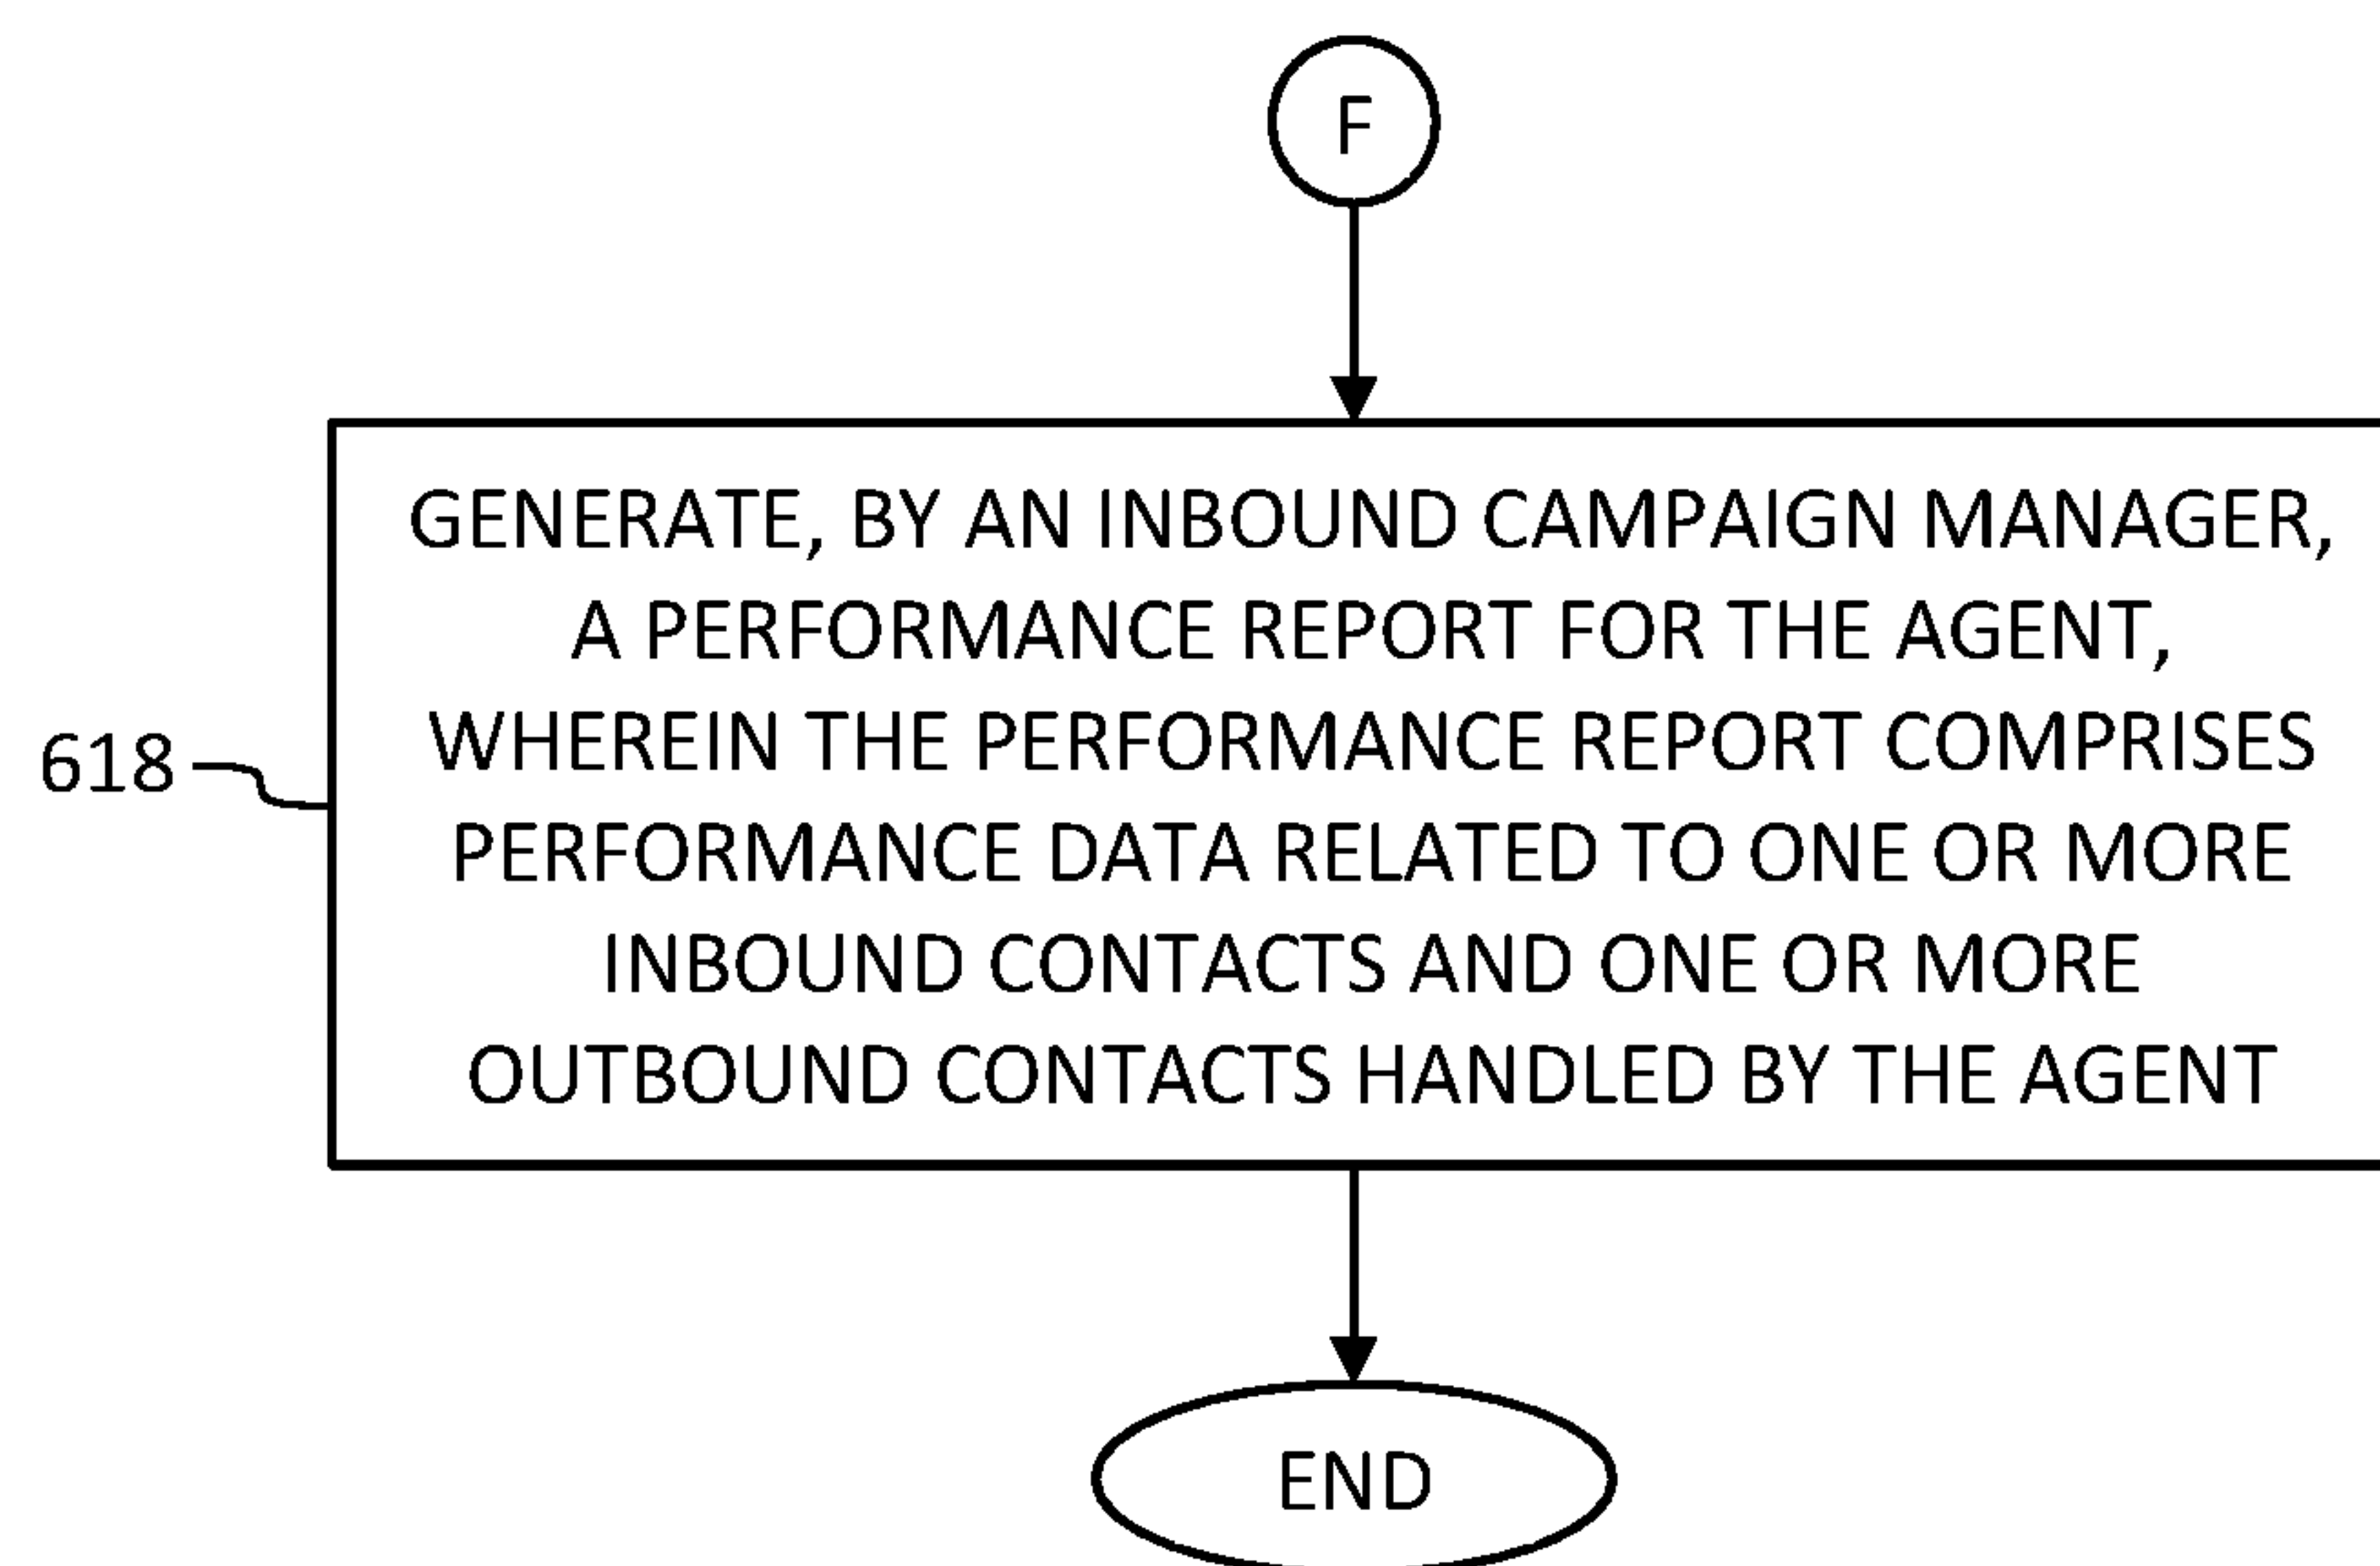 F
GENERATE, BY AN INBOUND CAMPAIGN MANAGER,
A PERFORMANCE REPORT FOR THE AGENT,
WHEREIN THE PERFORMANCE REPORT COMPRISES
618
PERFORMANCE DATA RELATED TO ONE OR MORE
INBOUND CONTACTS AND ONE OR MORE
OUTBOUND CONTACTS HANDLED BY THE AGENT
END